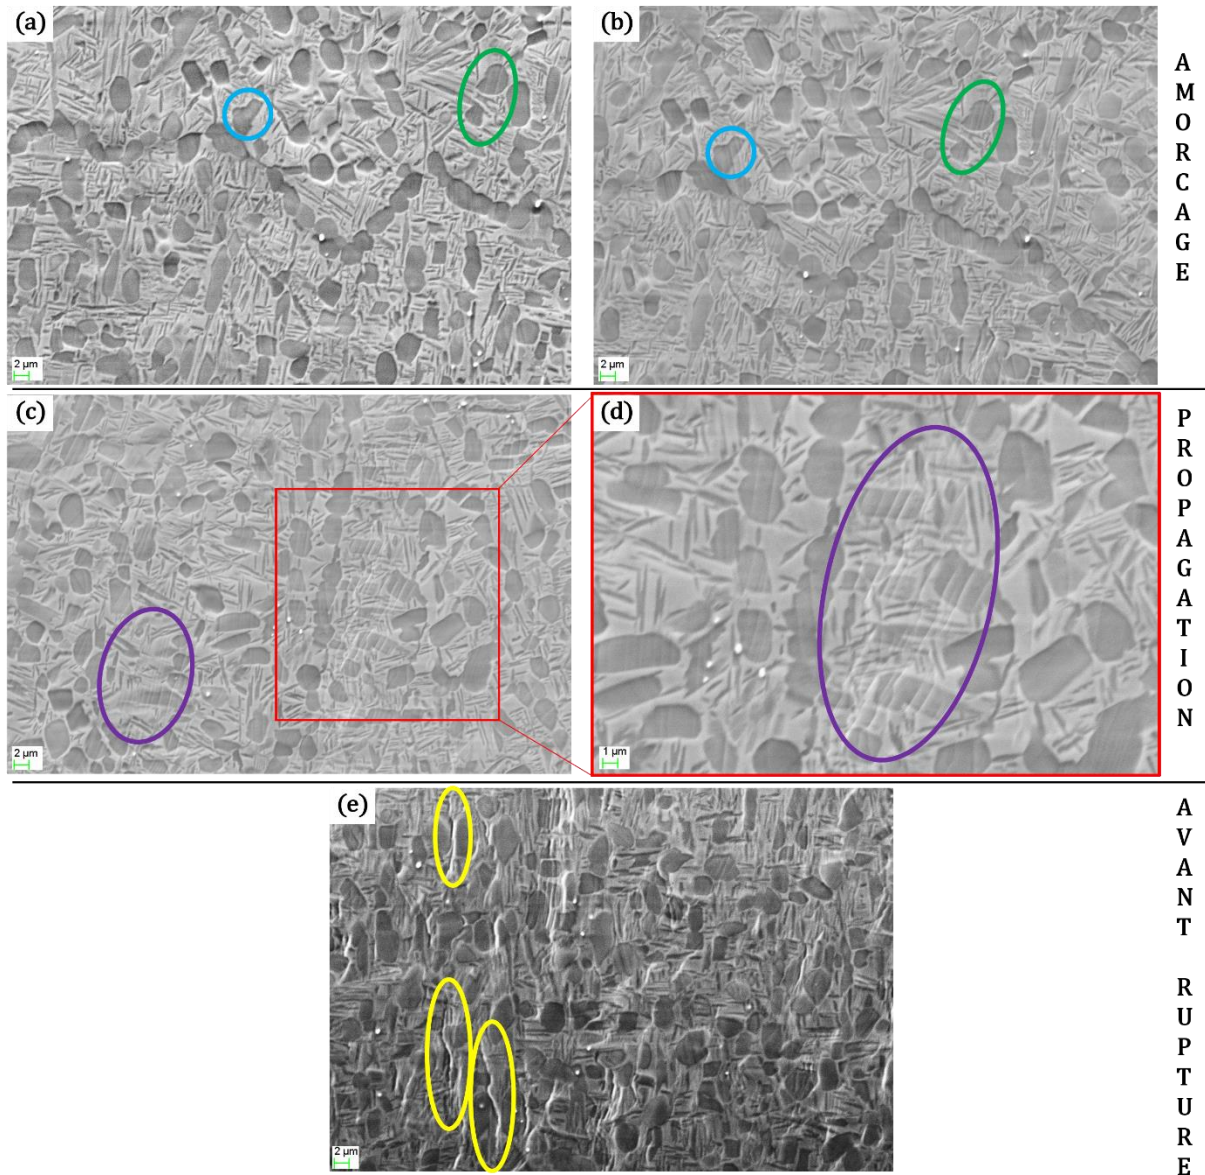 (a)
2 µm
(b)
2 µm
AMORCAGE
(c)
2 µm
(d)
1 µm
PROPAGATION
(e)
2 µm
AVANT RUPTURE